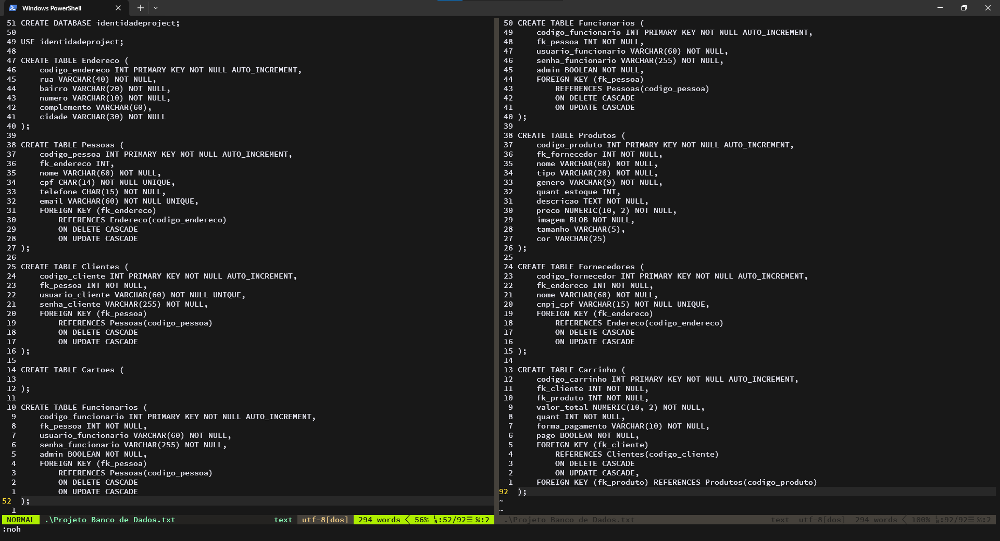 Windows PowerShell
51 CREATE DATABASE identidadeproject;
50
49 USE identidadeproject;
48
47 CREATE TABLE Endereco (
46     codigo_endereco INT PRIMARY KEY NOT NULL AUTO_INCREMENT,
45     rua VARCHAR(40) NOT NULL,
44     bairro VARCHAR(20) NOT NULL,
43     numero VARCHAR(10) NOT NULL,
42     complemento VARCHAR(60),
41     cidade VARCHAR(30) NOT NULL
40 );
39
38 CREATE TABLE Pessoas (
37     codigo_pessoa INT PRIMARY KEY NOT NULL AUTO_INCREMENT,
36     fk_endereco INT,
35     nome VARCHAR(60) NOT NULL,
34     cpf CHAR(14) NOT NULL UNIQUE,
33     telefone CHAR(15) NOT NULL,
32     email VARCHAR(60) NOT NULL UNIQUE,
31     FOREIGN KEY (fk_endereco)
30         REFERENCES Endereco(codigo_endereco)
29         ON DELETE CASCADE
28         ON UPDATE CASCADE
27 );
26
25 CREATE TABLE Clientes (
24     codigo_cliente INT PRIMARY KEY NOT NULL AUTO_INCREMENT,
23     fk_pessoa INT NOT NULL,
22     usuario_cliente VARCHAR(60) NOT NULL UNIQUE,
21     senha_cliente VARCHAR(255) NOT NULL,
20     FOREIGN KEY (fk_pessoa)
19         REFERENCES Pessoas(codigo_pessoa)
18         ON DELETE CASCADE
17         ON UPDATE CASCADE
16 );
15
14 CREATE TABLE Cartoes (
13
12 );
11
10 CREATE TABLE Funcionarios (
9     codigo_funcionario INT PRIMARY KEY NOT NULL AUTO_INCREMENT,
8     fk_pessoa INT NOT NULL,
7     usuario_funcionario VARCHAR(60) NOT NULL,
6     senha_funcionario VARCHAR(255) NOT NULL,
5     admin BOOLEAN NOT NULL,
4     FOREIGN KEY (fk_pessoa)
3         REFERENCES Pessoas(codigo_pessoa)
2         ON DELETE CASCADE
1         ON UPDATE CASCADE
52 );
1
NORMAL .\Projeto Banco de Dados.txt text utf-8[dos] 294 words 56% ㏑:52/92☰ %:2
:noh
50 CREATE TABLE Funcionarios (
49     codigo_funcionario INT PRIMARY KEY NOT NULL AUTO_INCREMENT,
48     fk_pessoa INT NOT NULL,
47     usuario_funcionario VARCHAR(60) NOT NULL,
46     senha_funcionario VARCHAR(255) NOT NULL,
45     admin BOOLEAN NOT NULL,
44     FOREIGN KEY (fk_pessoa)
43         REFERENCES Pessoas(codigo_pessoa)
42         ON DELETE CASCADE
41         ON UPDATE CASCADE
40 );
39
38 CREATE TABLE Produtos (
37     codigo_produto INT PRIMARY KEY NOT NULL AUTO_INCREMENT,
36     fk_fornecedor INT NOT NULL,
35     nome VARCHAR(60) NOT NULL,
34     tipo VARCHAR(20) NOT NULL,
33     genero VARCHAR(9) NOT NULL,
32     quant_estoque INT,
31     descricao TEXT NOT NULL,
30     preco NUMERIC(10, 2) NOT NULL,
29     imagem BLOB NOT NULL,
28     tamanho VARCHAR(5),
27     cor VARCHAR(25)
26 );
25
24 CREATE TABLE Fornecedores (
23     codigo_fornecedor INT PRIMARY KEY NOT NULL AUTO_INCREMENT,
22     fk_endereco INT NOT NULL,
21     nome VARCHAR(60) NOT NULL,
20     cnpj_cpf VARCHAR(15) NOT NULL UNIQUE,
19     FOREIGN KEY (fk_endereco)
18         REFERENCES Endereco(codigo_endereco)
17         ON DELETE CASCADE
16         ON UPDATE CASCADE
15 );
14
13 CREATE TABLE Carrinho (
12     codigo_carrinho INT PRIMARY KEY NOT NULL AUTO_INCREMENT,
11     fk_cliente INT NOT NULL,
10     fk_produto INT NOT NULL,
9     valor_total NUMERIC(10, 2) NOT NULL,
8     quant INT NOT NULL,
7     forma_pagamento VARCHAR(10) NOT NULL,
6     pago BOOLEAN NOT NULL,
5     FOREIGN KEY (fk_cliente)
4         REFERENCES Clientes(codigo_cliente)
3         ON DELETE CASCADE
2         ON UPDATE CASCADE,
1     FOREIGN KEY (fk_produto) REFERENCES Produtos(codigo_produto)
92 );
~
~
.\Projeto Banco de Dados.txt text utf-8[dos] 294 words 100% ㏑:92/92☰ %:2